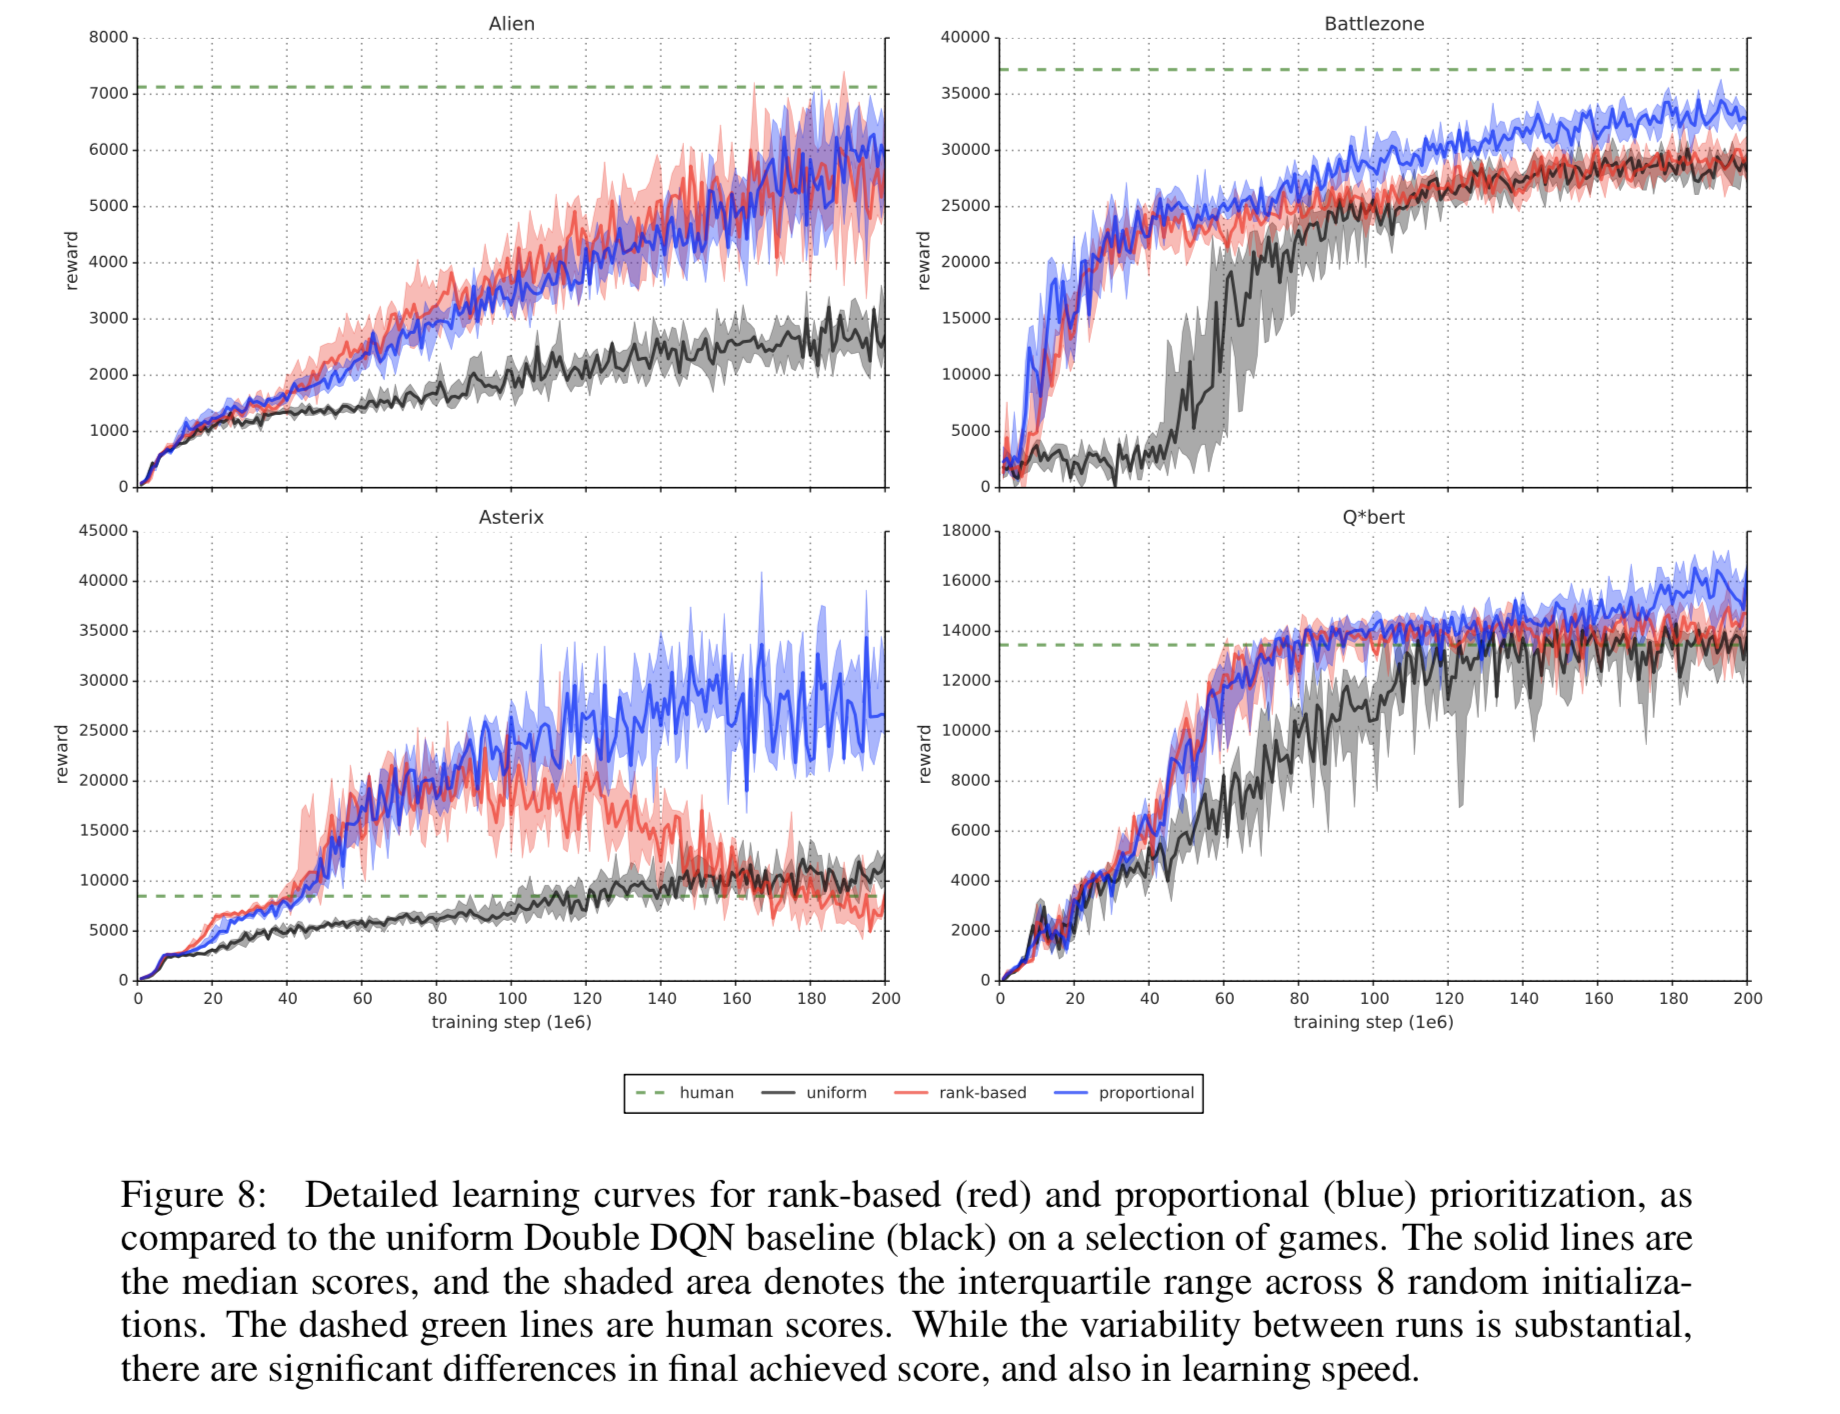 Alien
8000
7000
6000
5000
4000
3000
2000
1000
0
reward
Battlezone
40000
35000
30000
25000
20000
15000
10000
5000
0
reward
Asterix
45000
40000
35000
30000
25000
20000
15000
10000
5000
0
reward
0 20 40 60 80 100 120 140 160 180 200
training step (1e6)
Q*bert
18000
16000
14000
12000
10000
8000
6000
4000
2000
0
reward
0 20 40 60 80 100 120 140 160 180 200
training step (1e6)
human uniform rank-based proportional
Figure 8: Detailed learning curves for rank-based (red) and proportional (blue) prioritization, as
compared to the uniform Double DQN baseline (black) on a selection of games. The solid lines are
the median scores, and the shaded area denotes the interquartile range across 8 random initializa-
tions. The dashed green lines are human scores. While the variability between runs is substantial,
there are significant differences in final achieved score, and also in learning speed.